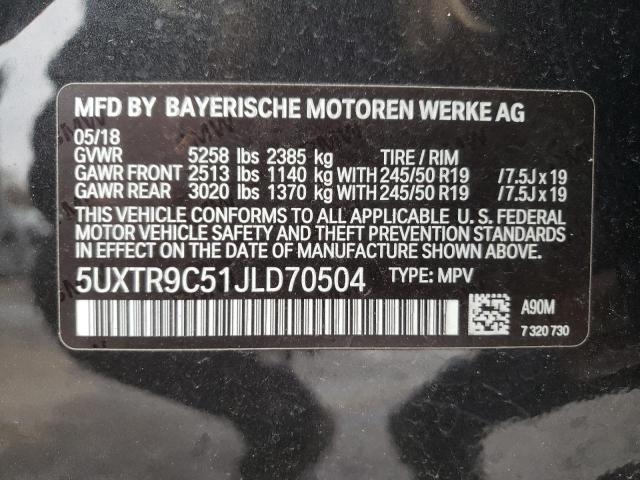 MFD BY BAYERISCHE MOTOREN WERKE AG
05/18
GVWR 5258 lbs 2385 kg TIRE / RIM
GAWR FRONT 2513 lbs 1140 kg WITH 245/50 R19 /7.5J x 19
GAWR REAR 3020 lbs 1370 kg WITH 245/50 R19 /7.5J x 19
THIS VEHICLE CONFORMS TO ALL APPLICABLE U. S. FEDERAL
MOTOR VEHICLE SAFETY AND THEFT PREVENTION STANDARDS
IN EFFECT ON THE DATE OF MANUFACTURE SHOWN ABOVE.
5UXTR9C51JLD70504 TYPE: MPV
A90M
7 320 730